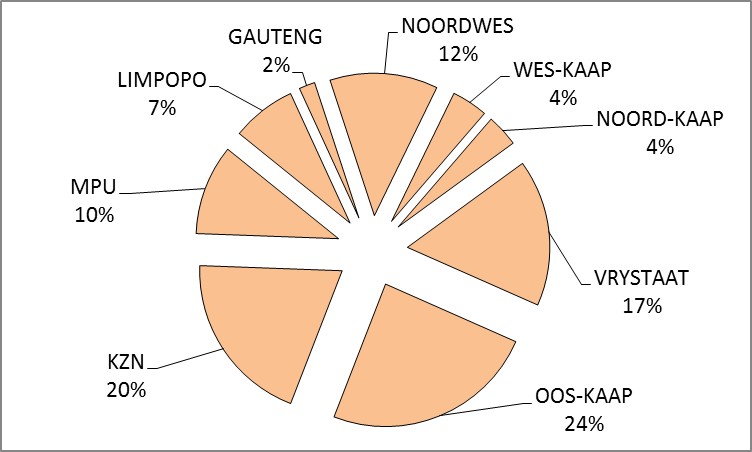 NOORDWES
12%
WES-KAAP
4%
NOORD-KAAP
4%
VRYSTAAT
17%
OOS-KAAP
24%
KZN
20%
MPU
10%
LIMPOPO
7%
GAUTENG
2%